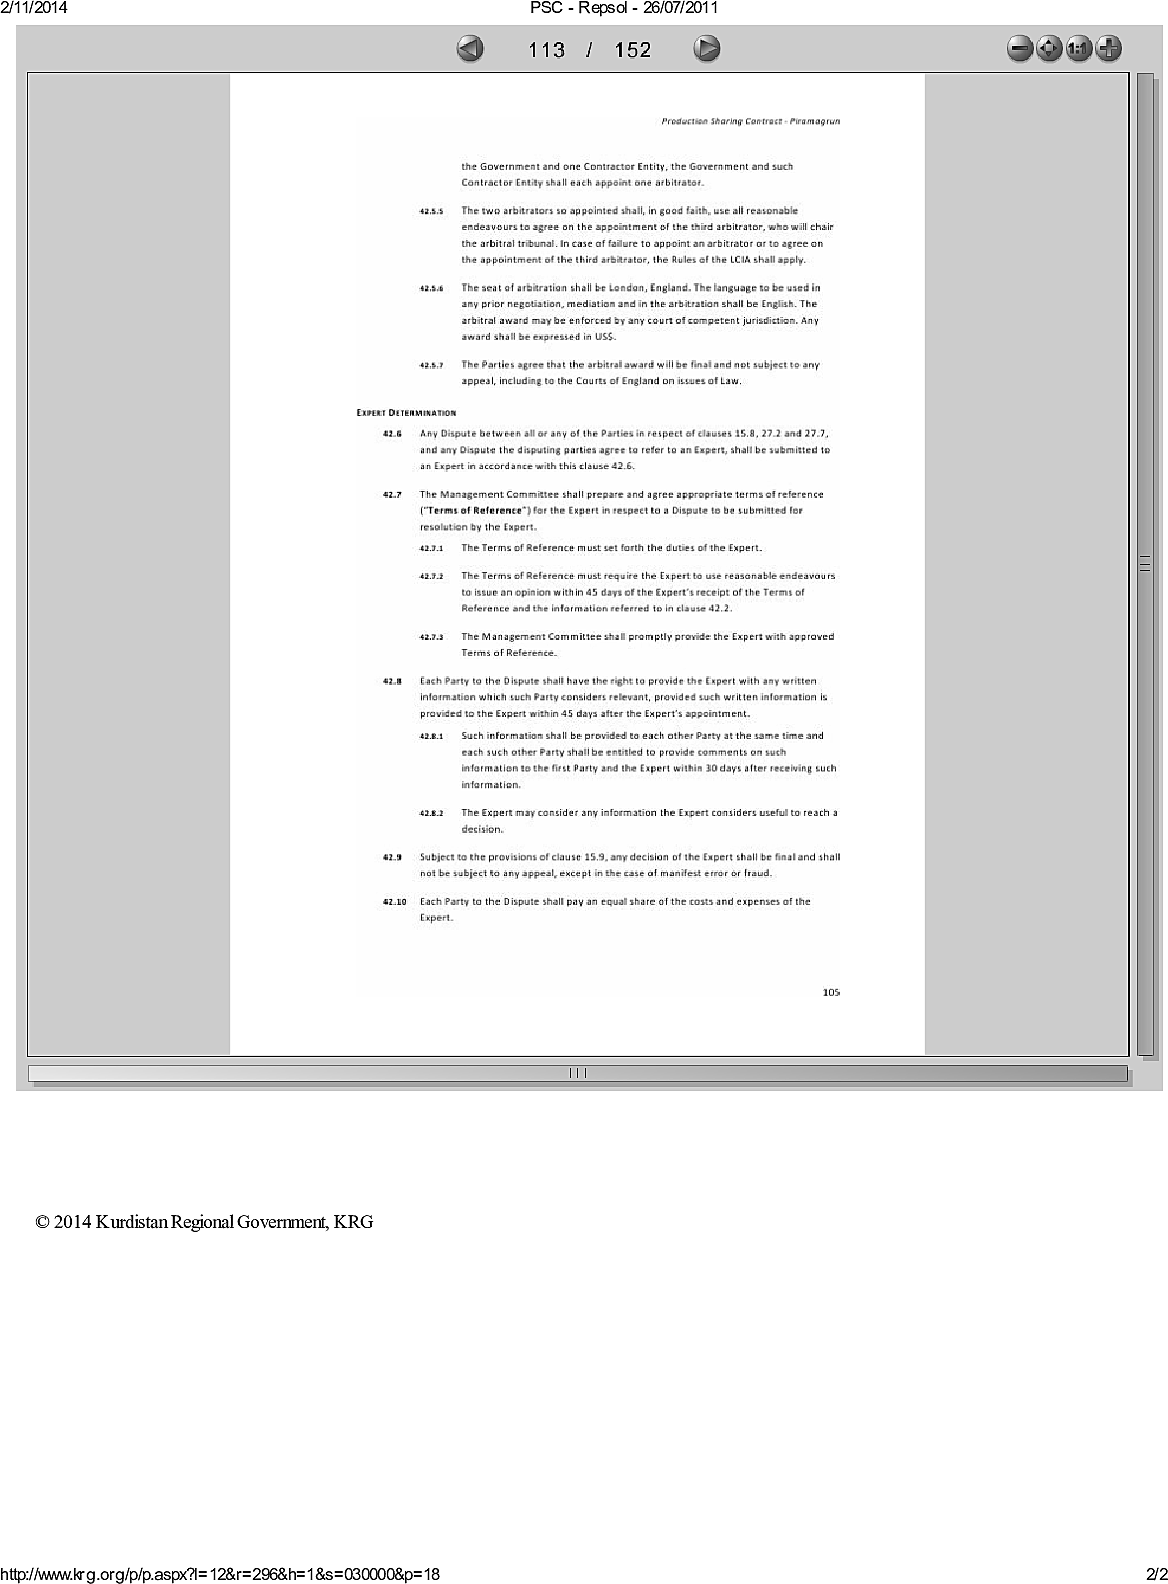 2/11/2014
PSC - Repsol - 26/07/2011
113 / 152
1:1
Production Sharing Contract - Piramagrun
the Government and one Contractor Entity, the Government and such
Contractor Entity shall each appoint one arbitrator.
42.5.5 The two arbitrators so appointed shall, in good faith, use all reasonable
endeavours to agree on the appointment of the third arbitrator, who will chair
the arbitral tribunal. In case of failure to appoint an arbitrator or to agree on
the appointment of the third arbitrator, the Rules of the LCIA shall apply.
42.5.6 The seat of arbitration shall be London, England. The language to be used in
any prior negotiation, mediation and in the arbitration shall be English. The
arbitral award may be enforced by any court of competent jurisdiction. Any
award shall be expressed in US$.
42.5.7 The Parties agree that the arbitral award will be final and not subject to any
appeal, including to the Courts of England on issues of Law.
EXPERT DETERMINATION
42.6 Any Dispute between all or any of the Parties in respect of clauses 15.8, 27.2 and 27.7,
and any Dispute the disputing parties agree to refer to an Expert, shall be submitted to
an Expert in accordance with this clause 42.6.
42.7 The Management Committee shall prepare and agree appropriate terms of reference
("Terms of Reference") for the Expert in respect to a Dispute to be submitted for
resolution by the Expert.
42.7.1 The Terms of Reference must set forth the duties of the Expert.
42.7.2 The Terms of Reference must require the Expert to use reasonable endeavours
to issue an opinion within 45 days of the Expert's receipt of the Terms of
Reference and the information referred to in clause 42.2.
42.7.3 The Management Committee shall promptly provide the Expert with approved
Terms of Reference.
42.8 Each Party to the Dispute shall have the right to provide the Expert with any written
information which such Party considers relevant, provided such written information is
provided to the Expert within 45 days after the Expert's appointment.
42.8.1 Such information shall be provided to each other Party at the same time and
each such other Party shall be entitled to provide comments on such
information to the first Party and the Expert within 30 days after receiving such
information.
42.8.2 The Expert may consider any information the Expert considers useful to reach a
decision.
42.9 Subject to the provisions of clause 15.9, any decision of the Expert shall be final and shall
not be subject to any appeal, except in the case of manifest error or fraud.
42.10 Each Party to the Dispute shall pay an equal share of the costs and expenses of the
Expert.
105
© 2014 Kurdistan Regional Government, KRG
http://www.krg.org/p/p.aspx?l=12&r=296&h=1&s=030000&p=18
2/2